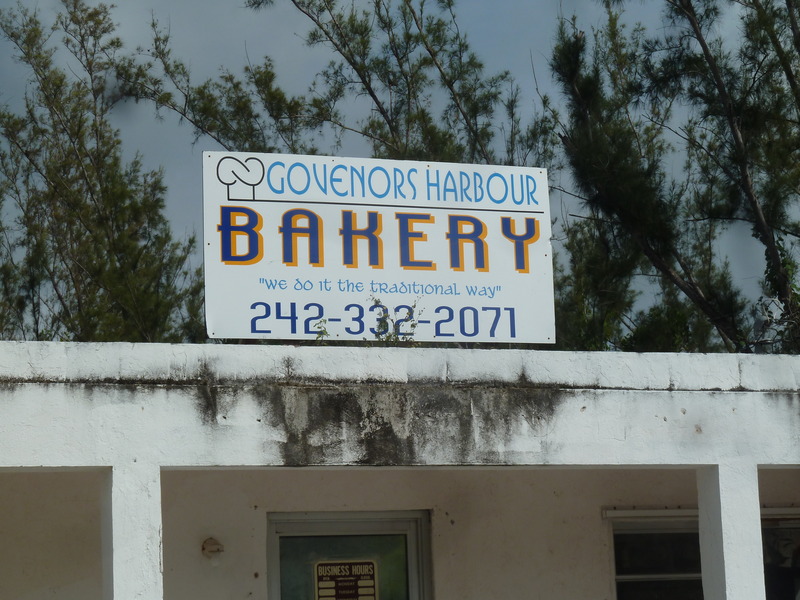 GOVENORS HARBOUR
BAKERY
"we do it the traditional way"
242-332-2071
BUSINESS HOURS